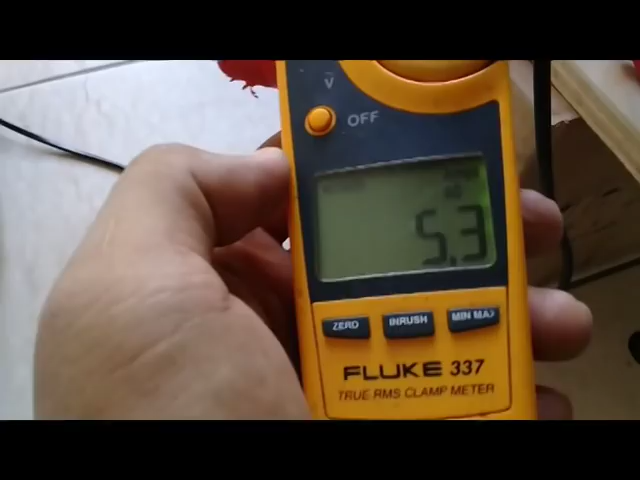 V
OFF
5.3
ZERO INRUSH MIN MAX
FLUKE 337
TRUE RMS CLAMP METER